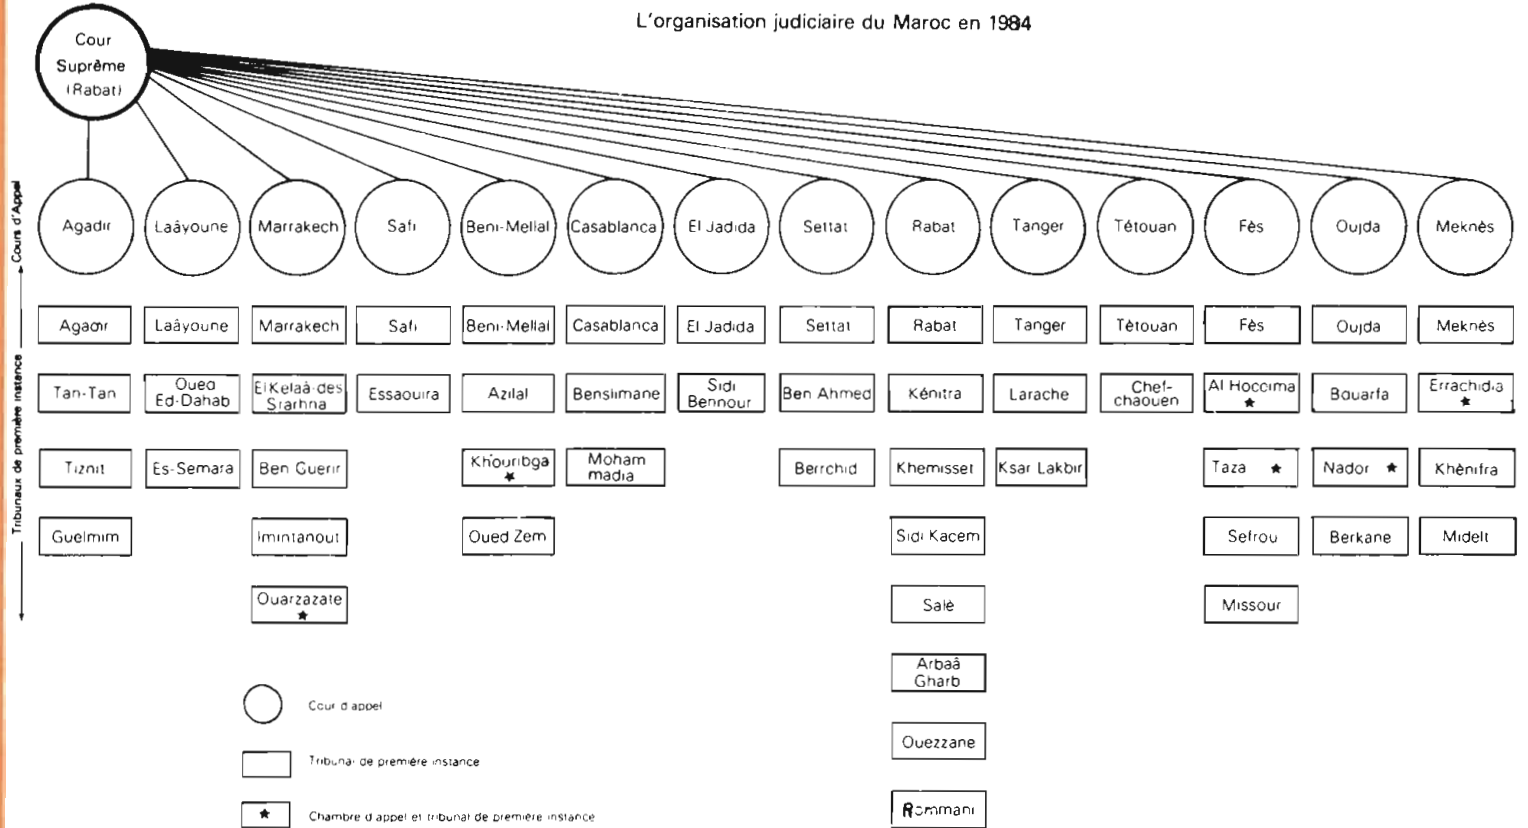 L'organisation judiciaire du Maroc en 1984
Cour
Suprême
(Rabat)
Cours d'Appel
Tribunaux de première instance
Agadir
Laâyoune
Marrakech
Safi
Beni-Mellal
Casablanca
El Jadida
Settat
Rabat
Tanger
Tétouan
Fès
Oujda
Meknès
Agadir
Laâyoune
Marrakech
Safi
Beni-Mellal
Casablanca
El Jadida
Settat
Rabat
Tanger
Tétouan
Fès
Oujda
Meknès
Tan-Tan
Oued
Ed-Dahab
El Kelaâ-des
Srarhna
Essaouira
Azilal
Benslimane
Sidi
Bennour
Ben Ahmed
Kénitra
Larache
Chef-
chaouen
Al Hoceima
★
Bouarfa
Errachidia
★
Tiznit
Es-Semara
Ben Guerir
Khouribga
★
Moham
madia
Berrchid
Khemisset
Ksar Lakbir
Taza ★
Nador ★
Khénifra
Guelmim
Imintanout
Oued Zem
Sidi Kacem
Sefrou
Berkane
Midelt
Ouarzazate
★
Salé
Missour
Arbaâ
Gharb
Ouezzane
Rommani
Cour d'appel
Tribunal de première instance
★ Chambre d'appel et tribunal de première instance